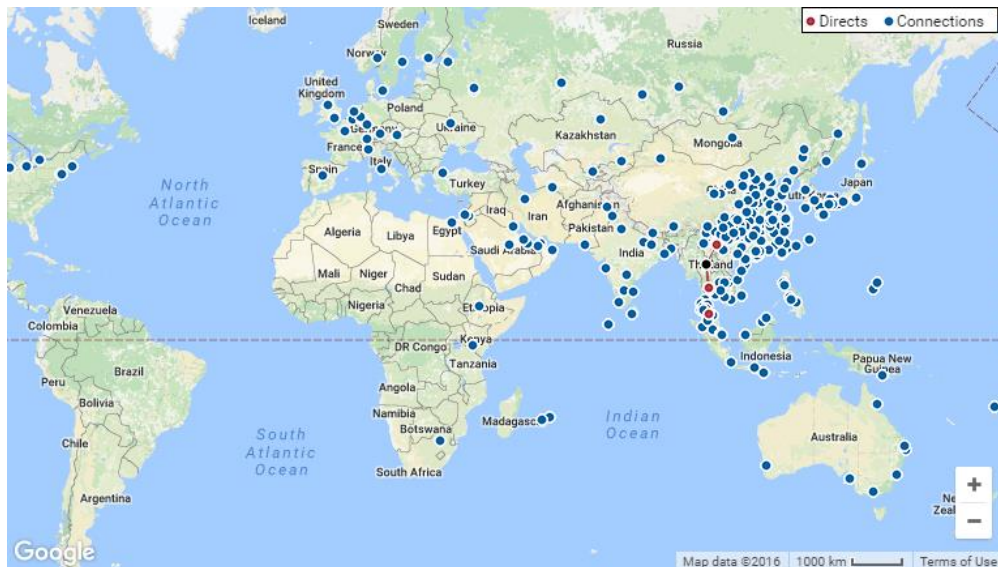 Directs Connections
Iceland
Sweden
Norway
Russia
United
Kingdom
Poland
Germany
Ukraine
France
Kazakhstan
Mongolia
Italy
Spain
Turkey
Japan
North
Atlantic
Ocean
Iraq
Iran
Afghanistan
Pakistan
Algeria
Libya
Egypt
Saudi Arabia
India
Thailand
Mali
Niger
Sudan
Chad
Nigeria
Ethiopia
Venezuela
Colombia
DR Congo
Kenya
Tanzania
Indonesia
Papua New
Guinea
Peru
Brazil
Bolivia
Angola
Namibia
Botswana
Madagasc
Indian
Ocean
Chile
South
Atlantic
Ocean
South Africa
Australia
Argentina
+
Ne
Zeal
−
Google
Map data ©2016
1000 km
Terms of Use